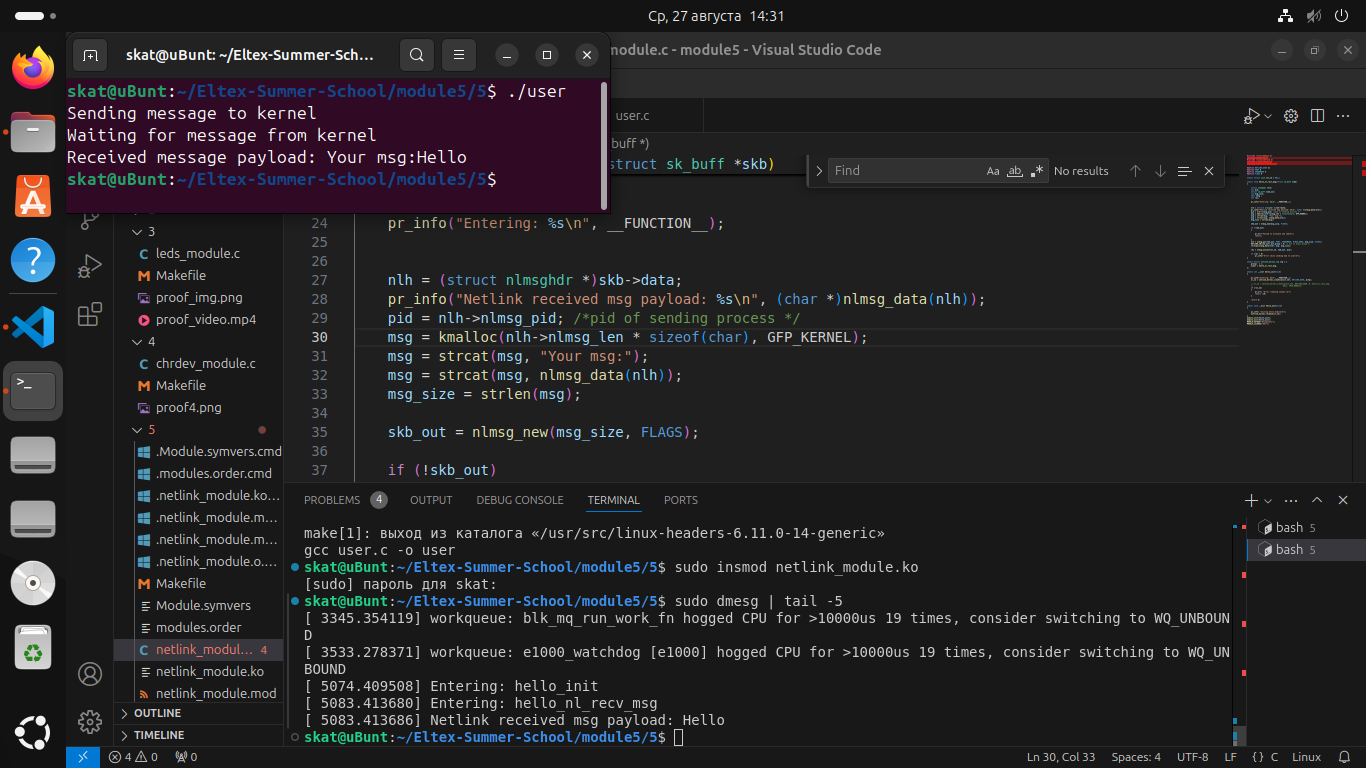 Ср, 27 августа 14:31
skat@uBunt: ~/Eltex-Summer-Sch...
module.c - module5 - Visual Studio Code
skat@uBunt:~/Eltex-Summer-School/module5/5$ ./user
Sending message to kernel
Waiting for message from kernel
Received message payload: Your msg:Hello
skat@uBunt:~/Eltex-Summer-School/module5/5$
user.c
buff *)
struct sk_buff *skb)
Find
Aa
ab
No results
3
leds_module.c
Makefile
proof_img.png
proof_video.mp4
4
chrdev_module.c
Makefile
proof4.png
5
.Module.symvers.cmd
.modules.order.cmd
.netlink_module.ko...
.netlink_module.m...
.netlink_module.m...
.netlink_module.o....
Makefile
Module.symvers
modules.order
netlink_modul... 4
netlink_module.ko
netlink_module.mod
OUTLINE
TIMELINE
24 pr_info("Entering: %s\n", __FUNCTION__);
25
26
27 nlh = (struct nlmsghdr *)skb->data;
28 pr_info("Netlink received msg payload: %s\n", (char *)nlmsg_data(nlh));
29 pid = nlh->nlmsg_pid; /*pid of sending process */
30 msg = kmalloc(nlh->nlmsg_len * sizeof(char), GFP_KERNEL);
31 msg = strcat(msg, "Your msg:");
32 msg = strcat(msg, nlmsg_data(nlh));
33 msg_size = strlen(msg);
34
35 skb_out = nlmsg_new(msg_size, FLAGS);
36
37 if (!skb_out)
PROBLEMS 4 OUTPUT DEBUG CONSOLE TERMINAL PORTS
make[1]: выход из каталога «/usr/src/linux-headers-6.11.0-14-generic»
gcc user.c -o user
skat@uBunt:~/Eltex-Summer-School/module5/5$ sudo insmod netlink_module.ko
[sudo] пароль для skat:
skat@uBunt:~/Eltex-Summer-School/module5/5$ sudo dmesg | tail -5
[ 3345.354119] workqueue: blk_mq_run_work_fn hogged CPU for >10000us 19 times, consider switching to WQ_UNBOUN
D
[ 3533.278371] workqueue: e1000_watchdog [e1000] hogged CPU for >10000us 19 times, consider switching to WQ_UN
BOUND
[ 5074.409508] Entering: hello_init
[ 5083.413680] Entering: hello_nl_recv_msg
[ 5083.413686] Netlink received msg payload: Hello
skat@uBunt:~/Eltex-Summer-School/module5/5$
bash 5
bash 5
4 0 0 Ln 30, Col 33 Spaces: 4 UTF-8 LF {} C Linux